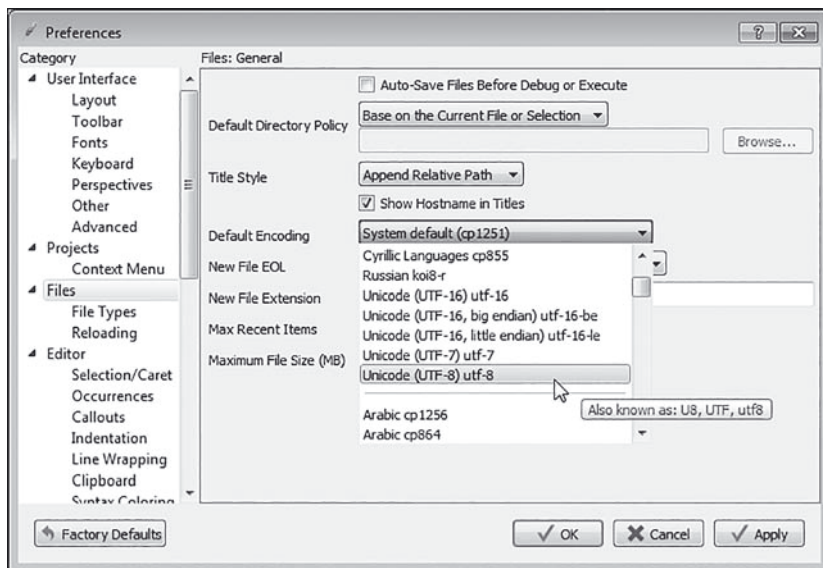 Preferences
Category
Files: General
User Interface
Layout
Toolbar
Fonts
Keyboard
Perspectives
Other
Advanced
Projects
Context Menu
Files
File Types
Reloading
Editor
Selection/Caret
Occurrences
Callouts
Indentation
Line Wrapping
Clipboard
Syntax Coloring
Auto-Save Files Before Debug or Execute
Default Directory Policy
Base on the Current File or Selection
Browse...
Title Style
Append Relative Path
Show Hostname in Titles
Default Encoding
System default (cp1251)
New File EOL
New File Extension
Max Recent Items
Maximum File Size (MB)
Cyrillic Languages cp855
Russian koi8-r
Unicode (UTF-16) utf-16
Unicode (UTF-16, big endian) utf-16-be
Unicode (UTF-16, little endian) utf-16-le
Unicode (UTF-7) utf-7
Unicode (UTF-8) utf-8
Also known as: U8, UTF, utf8
Arabic cp1256
Arabic cp864
Factory Defaults
OK
Cancel
Apply